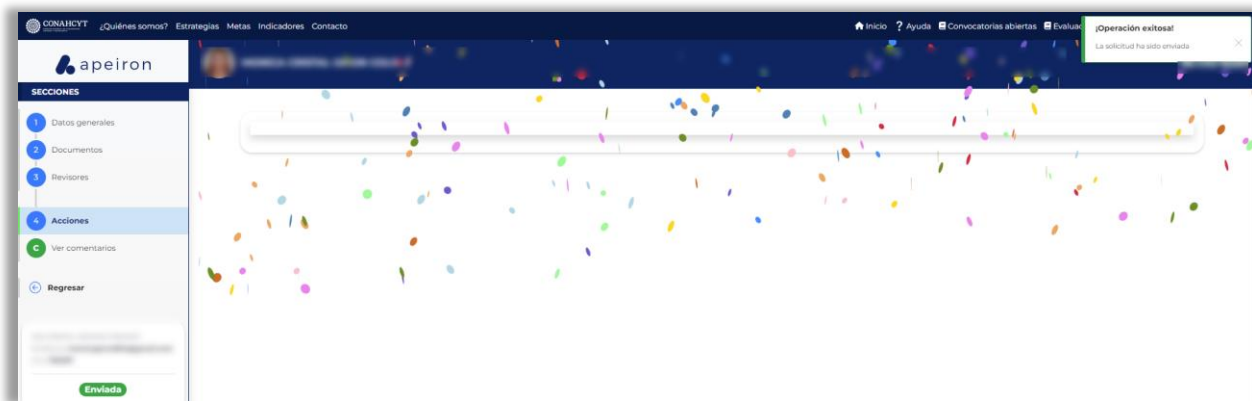 CONAHCYT ¿Quiénes somos? Estrategias Metas Indicadores Contacto
Inicio ? Ayuda Convocatorias abiertas Evaluac
¡Operación exitosa!
La solicitud ha sido enviada
apeiron
SECCIONES
1 Datos generales
2 Documentos
3 Revisores
4 Acciones
C Ver comentarios
Regresar
Enviada